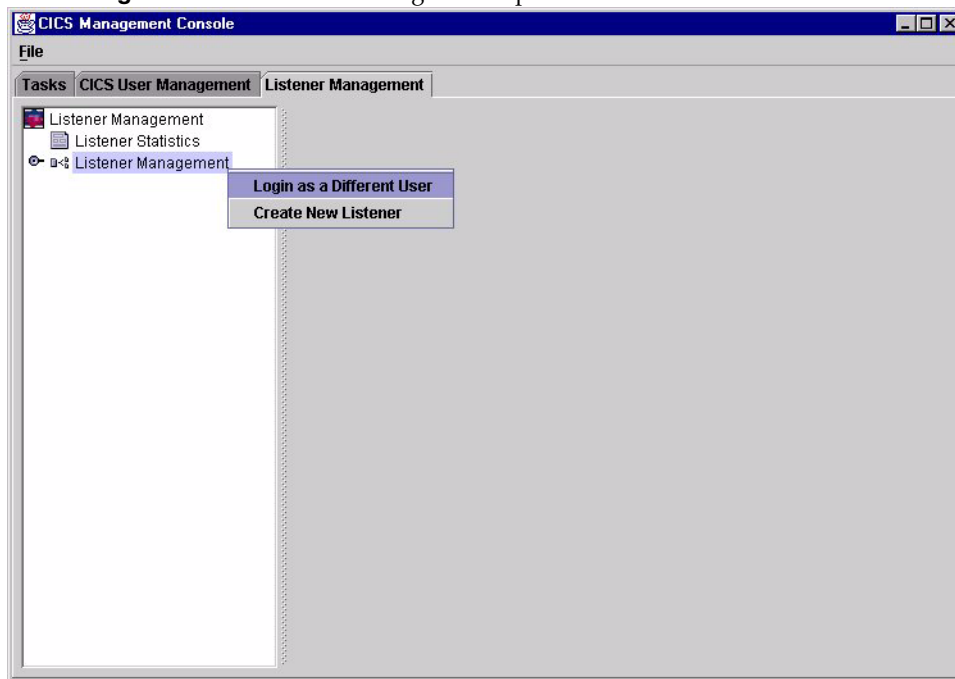 CICS Management Console
File
Tasks CICS User Management Listener Management
Listener Management
Listener Statistics
Listener Management
Login as a Different User
Create New Listener